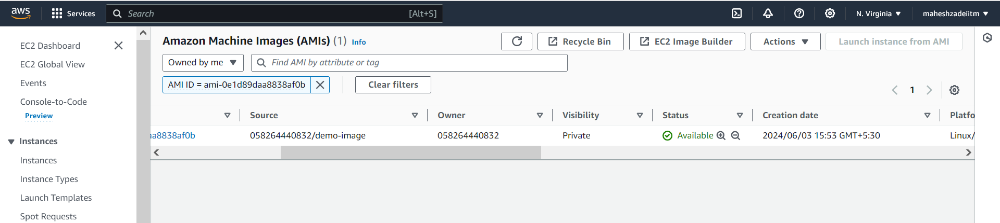 aws Services Search [Alt+S] N. Virginia maheshzadeiitm
EC2 Dashboard
EC2 Global View
Events
Console-to-Code
Preview
Instances
Instances
Instance Types
Launch Templates
Spot Requests
Amazon Machine Images (AMIs) (1) Info Recycle Bin EC2 Image Builder Actions Launch instance from AMI
Owned by me Find AMI by attribute or tag
AMI ID = ami-0e1d89daa8838af0b Clear filters
1
Source Owner Visibility Status Creation date Platfo
aa8838af0b 058264440832/demo-image 058264440832 Private Available 2024/06/03 15:53 GMT+5:30 Linux/